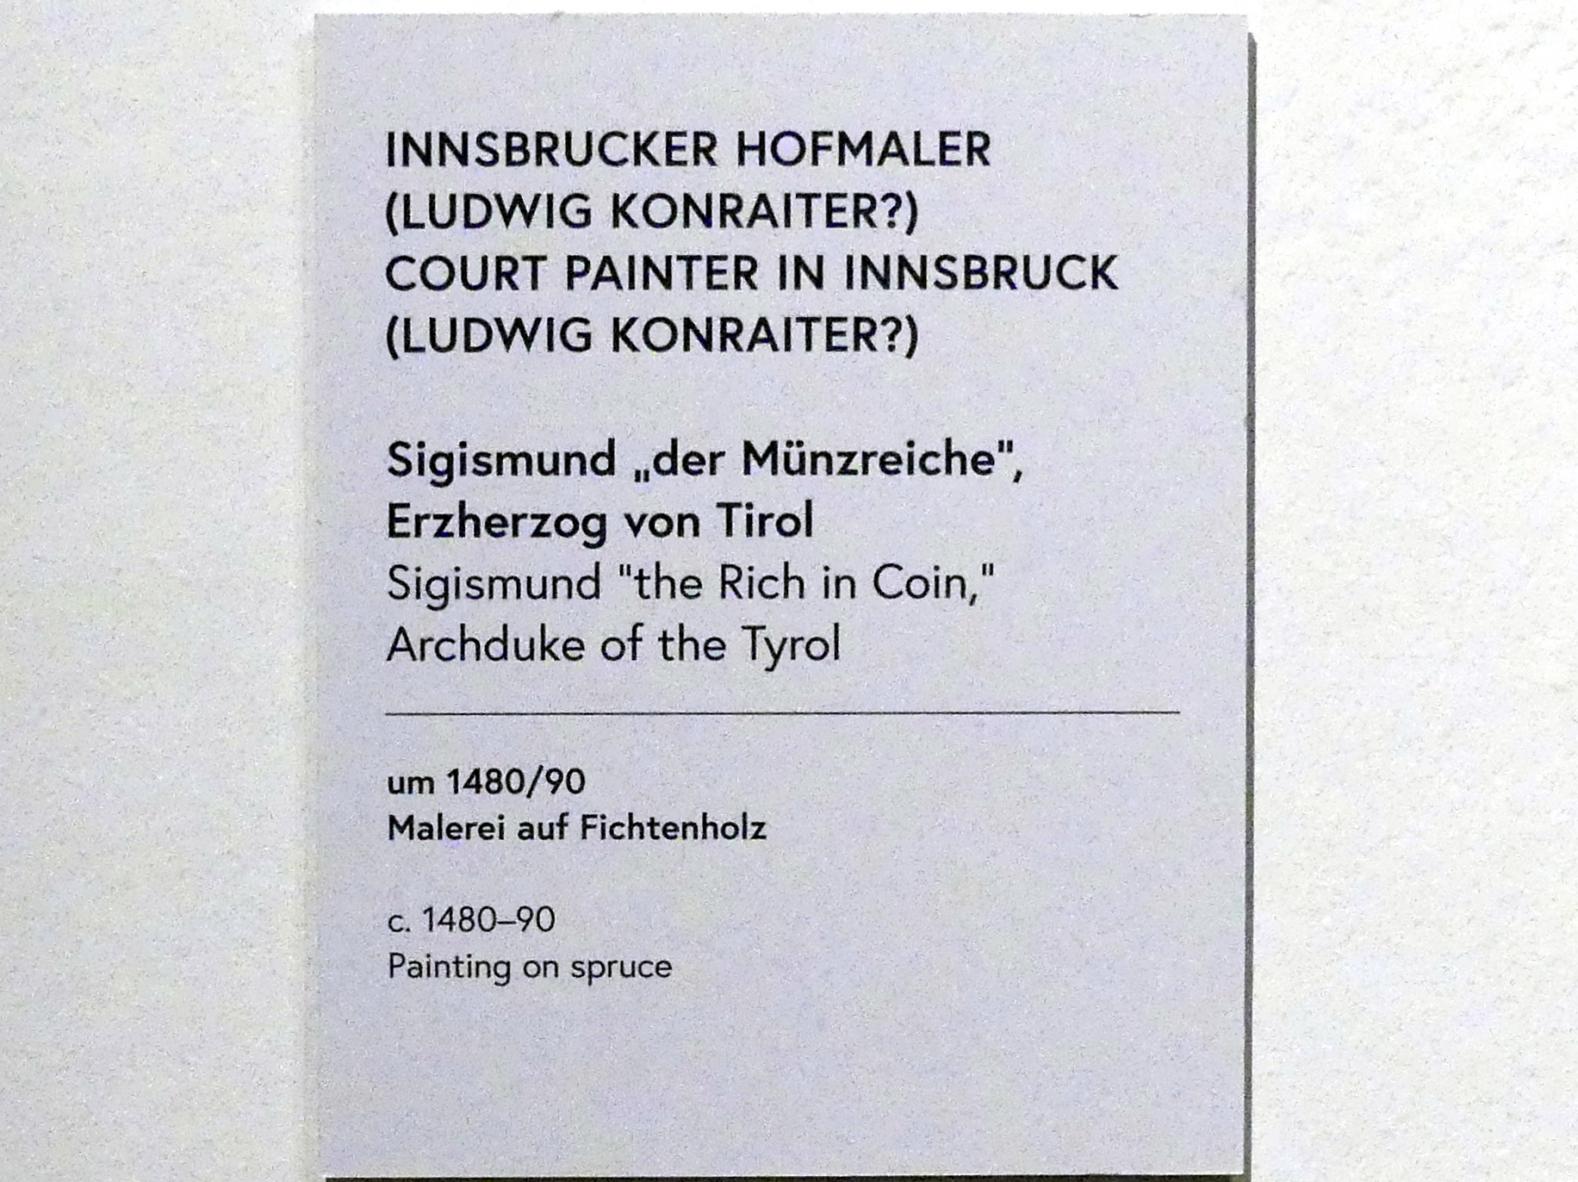 INNSBRUCKER HOFMALER
(LUDWIG KONRAITER?)
COURT PAINTER IN INNSBRUCK
(LUDWIG KONRAITER?)
Sigismund „der Münzreiche",
Erzherzog von Tirol
Sigismund "the Rich in Coin,"
Archduke of the Tyrol
um 1480/90
Malerei auf Fichtenholz
c. 1480–90
Painting on spruce